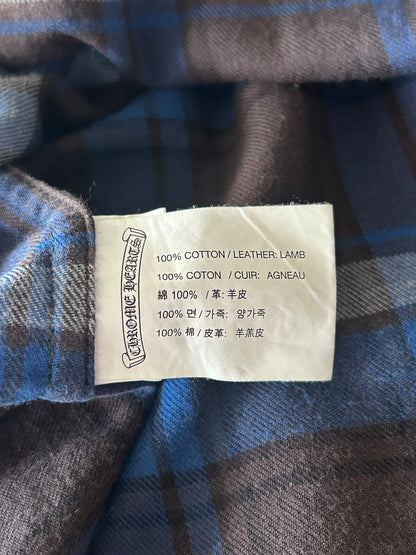 CHROME HEARTS
100% COTTON / LEATHER: LAMB
100% COTON / CUIR: AGNEAU
綿 100% / 革: 羊皮
100% 면 / 가죽: 양가죽
100% 棉 / 皮革: 羊羔皮